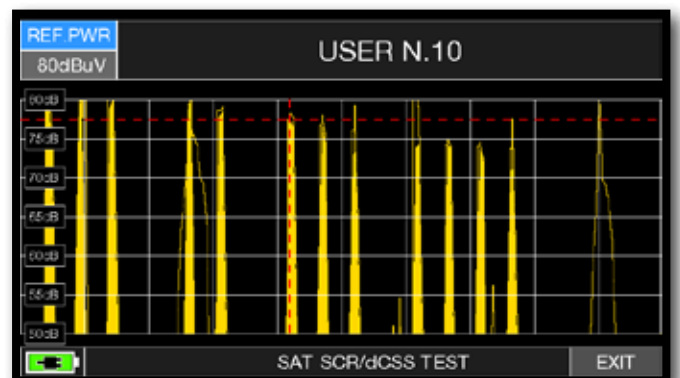 REF.PWR
80dBuV
USER N.10
80dB
75dB
70dB
65dB
60dB
55dB
50dB
SAT SCR/dCSS TEST
EXIT